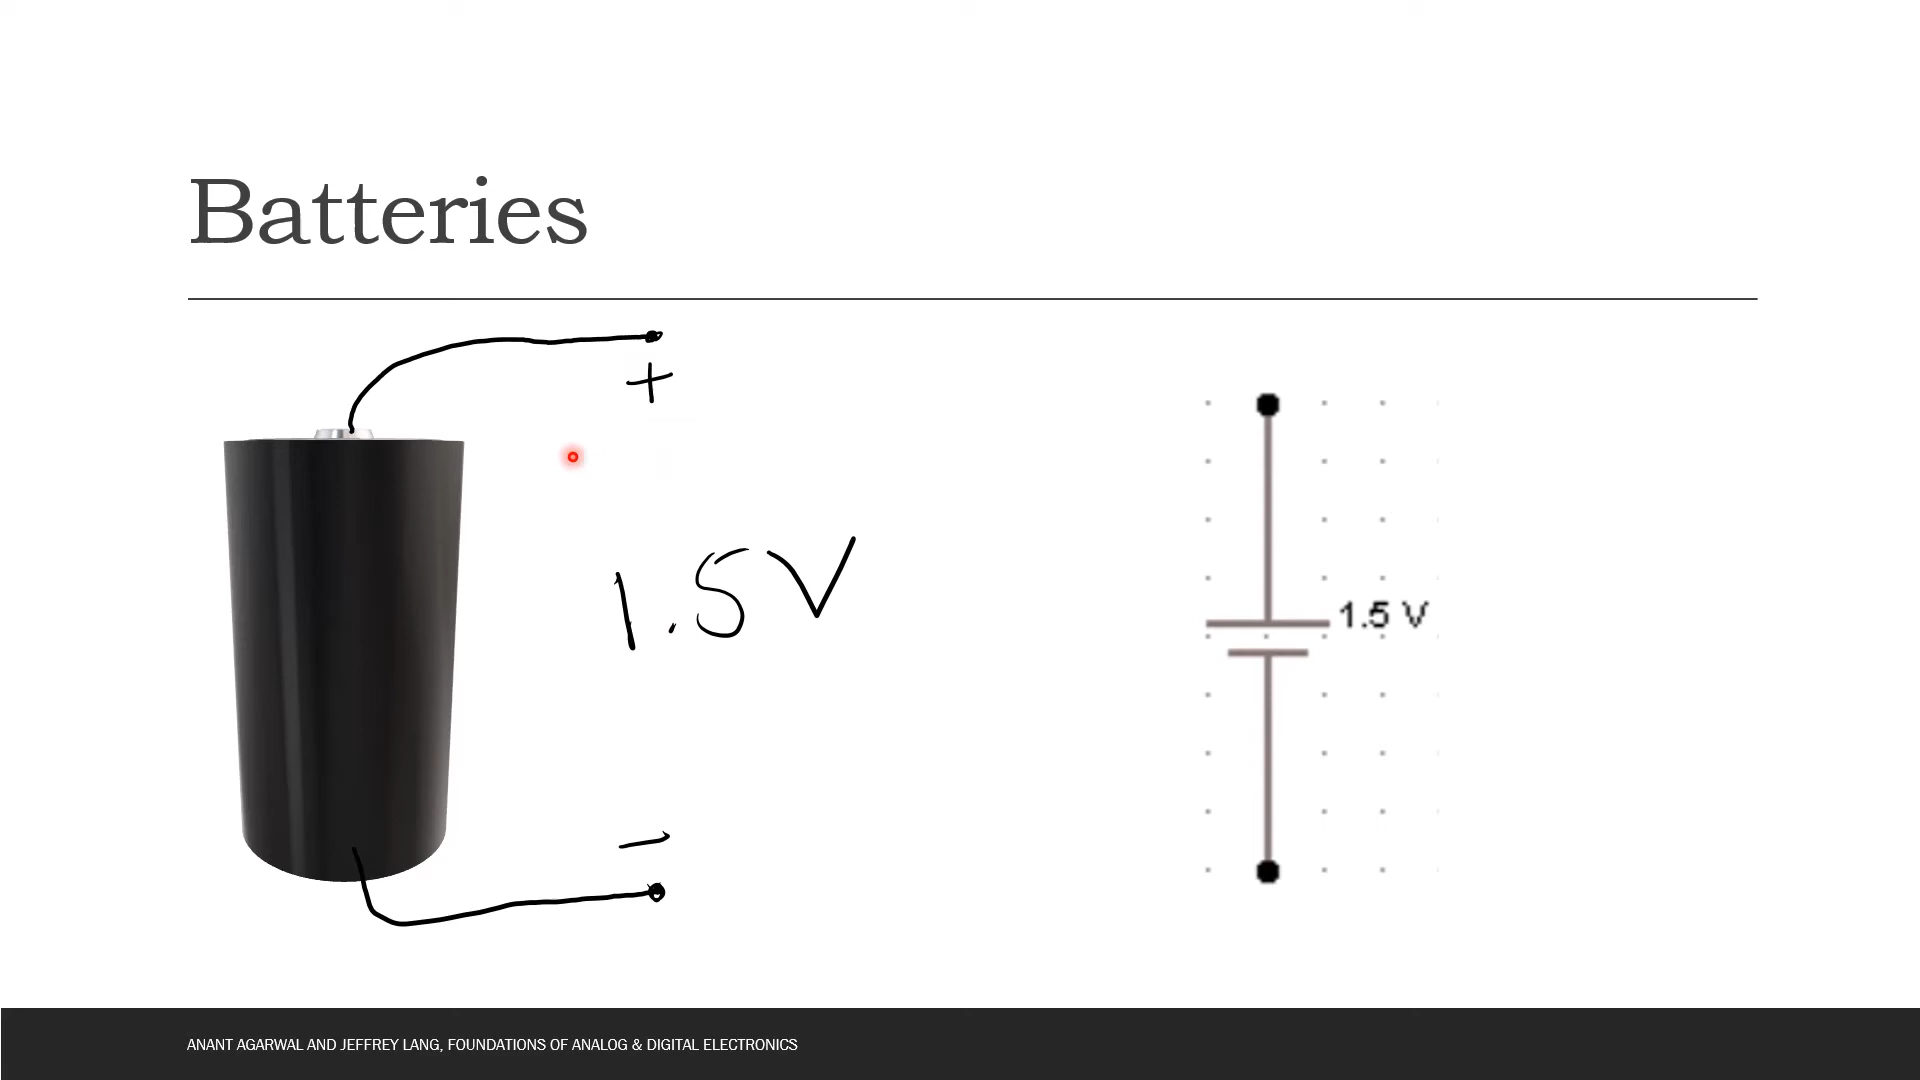 Batteries
+
1.5V
−
1.5 V
ANANT AGARWAL AND JEFFREY LANG, FOUNDATIONS OF ANALOG & DIGITAL ELECTRONICS